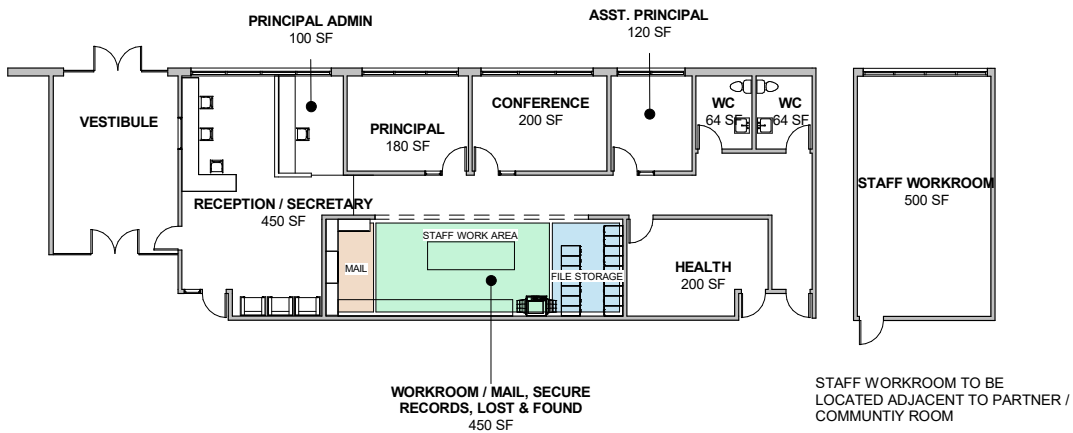 PRINCIPAL ADMIN
100 SF
ASST. PRINCIPAL
120 SF
VESTIBULE
PRINCIPAL
180 SF
CONFERENCE
200 SF
WC
64 SF
WC
64 SF
STAFF WORKROOM
500 SF
RECEPTION / SECRETARY
450 SF
STAFF WORK AREA
MAIL
FILE STORAGE
HEALTH
200 SF
WORKROOM / MAIL, SECURE
RECORDS, LOST & FOUND
450 SF
STAFF WORKROOM TO BE
LOCATED ADJACENT TO PARTNER /
COMMUNTIY ROOM